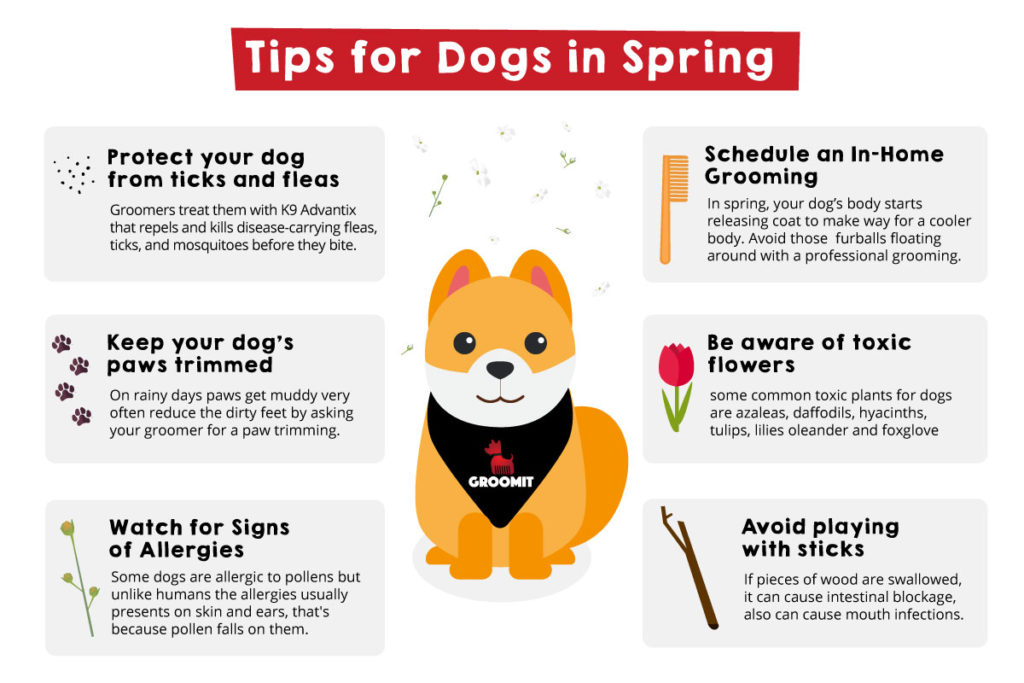 Tips for Dogs in Spring
Protect your dog
from ticks and fleas
Groomers treat them with K9 Advantix
that repels and kills disease-carrying fleas,
ticks, and mosquitoes before they bite.
Keep your dog's
paws trimmed
On rainy days paws get muddy very
often reduce the dirty feet by asking
your groomer for a paw trimming.
Watch for Signs
of Allergies
Some dogs are allergic to pollens but
unlike humans the allergies usually
presents on skin and ears, that's
because pollen falls on them.
GROOMIT
Schedule an In-Home
Grooming
In spring, your dog's body starts
releasing coat to make way for a cooler
body. Avoid those furballs floating
around with a professional grooming.
Be aware of toxic
flowers
some common toxic plants for dogs
are azaleas, daffodils, hyacinths,
tulips, lilies oleander and foxglove
Avoid playing
with sticks
If pieces of wood are swallowed,
it can cause intestinal blockage,
also can cause mouth infections.